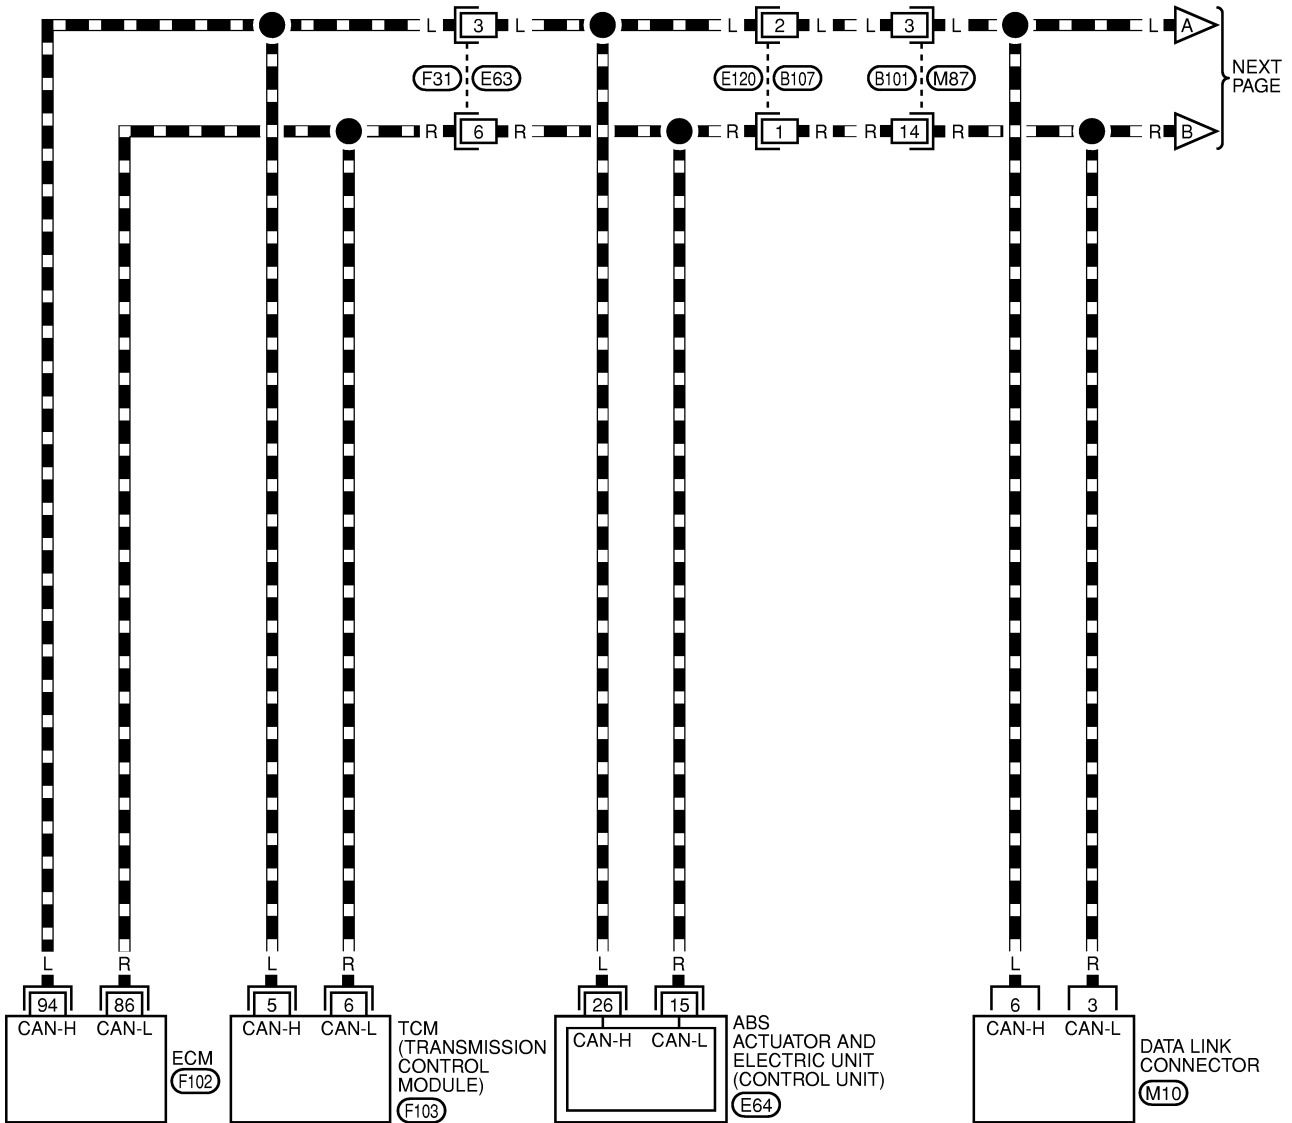 L 3 L L 2 L L 3 L L A
F31 E63 E120 B107 B101 M87
NEXT
PAGE
R 6 R R 1 R R 14 R R B
L R L R L R L R
94 86 5 6 26 15 6 3
CAN-H CAN-L
ECM
F102
CAN-H CAN-L
TCM
(TRANSMISSION
CONTROL
MODULE)
F103
CAN-H CAN-L
ABS
ACTUATOR AND
ELECTRIC UNIT
(CONTROL UNIT)
E64
CAN-H CAN-L
DATA LINK
CONNECTOR
M10